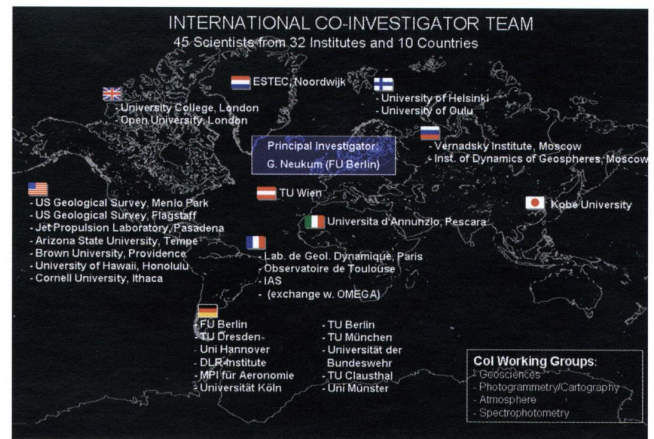 INTERNATIONAL CO-INVESTIGATOR TEAM
45 Scientists from 32 Institutes and 10 Countries
ESTEC, Noordwijk
- University College, London
- Open University, London
- University of Helsinki
- University of Oulu
Principal Investigator:
G. Neukum (FU Berlin)
- Vernadsky Institute, Moscow
- Inst. of Dynamics of Geospheres, Moscow
- US Geological Survey, Menlo Park
- US Geological Survey, Flagstaff
- Jet Propulsion Laboratory, Pasadena
- Arizona State University, Tempe
- Brown University, Providence
- University of Hawaii, Honolulu
- Cornell University, Ithaca
TU Wien
Kobe University
Universita d'Annunzio, Pescara
- Lab. de Geol. Dynamique, Paris
- Observatoire de Toulouse
- IAS
- (exchange w. OMEGA)
- FU Berlin
- TU Dresden
- Uni Hannover
- DLR-Institute
- MPI für Aeronomie
- Universität Köln
- TU Berlin
- TU München
- Universität der
Bundeswehr
- TU Clausthal
- Uni Münster
CoI Working Groups:
- Geosciences
- Photogrammetry/Cartography
- Atmosphere
- Spectrophotometry